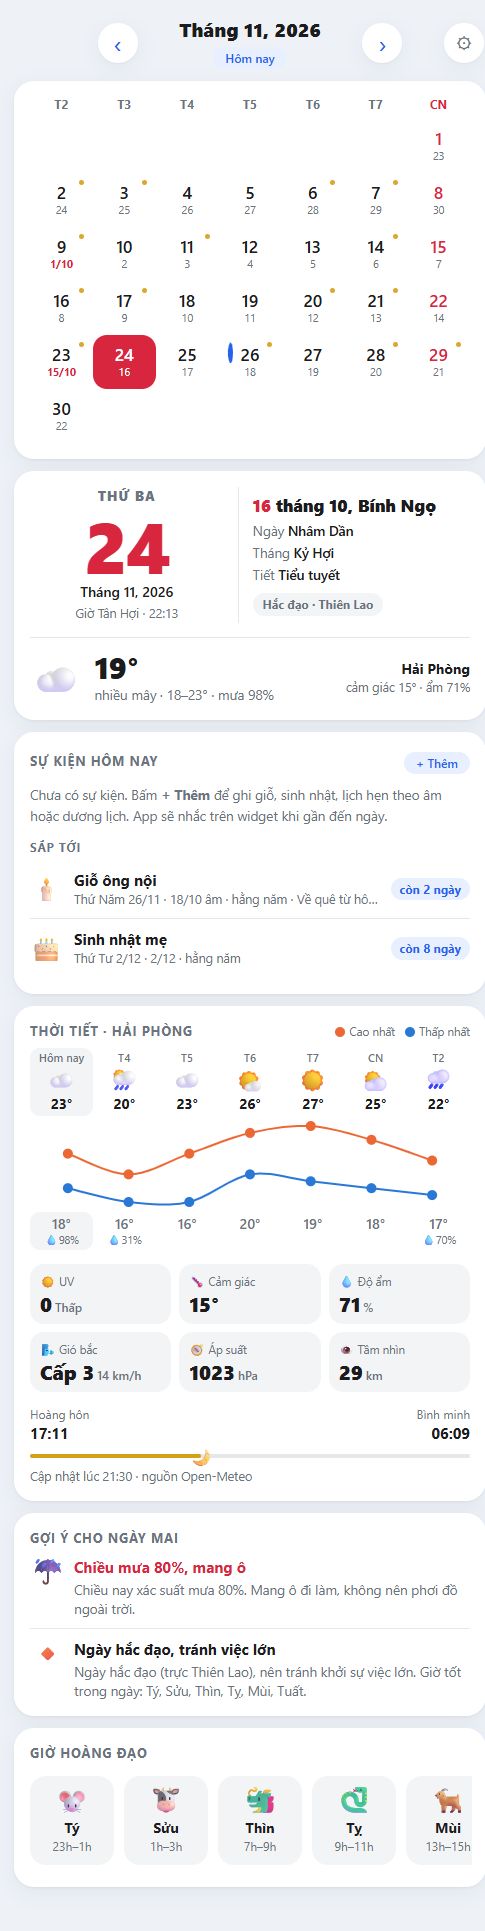 ‹ Tháng 11, 2026 ›
Hôm nay
T2 T3 T4 T5 T6 T7 CN
1
23
2 3 4 5 6 7 8
24 25 26 27 28 29 30
9 10 11 12 13 14 15
1/10 2 3 4 5 6 7
16 17 18 19 20 21 22
8 9 10 11 12 13 14
23 24 25 26 27 28 29
15/10 16 17 18 19 20 21
30
22
THỨ BA
24
Tháng 11, 2026
Giờ Tân Hợi · 22:13
16 tháng 10, Bính Ngọ
Ngày Nhâm Dần
Tháng Kỷ Hợi
Tiết Tiểu tuyết
Hắc đạo · Thiên Lao
19°
nhiều mây · 18–23° · mưa 98%
Hải Phòng
cảm giác 15° · ẩm 71%
SỰ KIỆN HÔM NAY
+ Thêm
Chưa có sự kiện. Bấm + Thêm để ghi giỗ, sinh nhật, lịch hẹn theo âm
hoặc dương lịch. App sẽ nhắc trên widget khi gần đến ngày.
SẮP TỚI
Giỗ ông nội
Thứ Năm 26/11 · 18/10 âm · hằng năm · Về quê từ hô...
còn 2 ngày
Sinh nhật mẹ
Thứ Tư 2/12 · 2/12 · hằng năm
còn 8 ngày
THỜI TIẾT · HẢI PHÒNG
Cao nhất Thấp nhất
Hôm nay T4 T5 T6 T7 CN T2
23° 20° 23° 26° 27° 25° 22°
18° 16° 16° 20° 19° 18° 17°
98% 31% 70%
UV
0 Thấp
Cảm giác
15°
Độ ẩm
71 %
Gió bắc
Cấp 3 14 km/h
Áp suất
1023 hPa
Tầm nhìn
29 km
Hoàng hôn
17:11
Bình minh
06:09
Cập nhật lúc 21:30 · nguồn Open-Meteo
GỢI Ý CHO NGÀY MAI
Chiều mưa 80%, mang ô
Chiều nay xác suất mưa 80%. Mang ô đi làm, không nên phơi đồ
ngoài trời.
Ngày hắc đạo, tránh việc lớn
Ngày hắc đạo (trực Thiên Lao), nên tránh khởi sự việc lớn. Giờ tốt
trong ngày: Tý, Sửu, Thìn, Tỵ, Mùi, Tuất.
GIỜ HOÀNG ĐẠO
Tý
23h–1h
Sửu
1h–3h
Thìn
7h–9h
Tỵ
9h–11h
Mùi
13h–15h